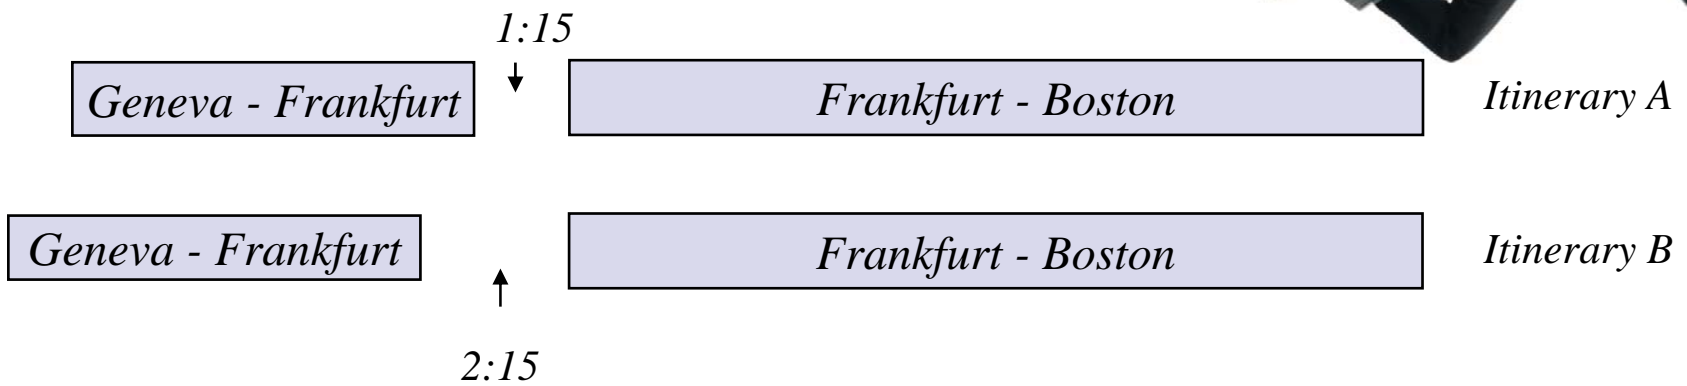 1:15
Geneva - Frankfurt Frankfurt - Boston Itinerary A
Geneva - Frankfurt Frankfurt - Boston Itinerary B
2:15